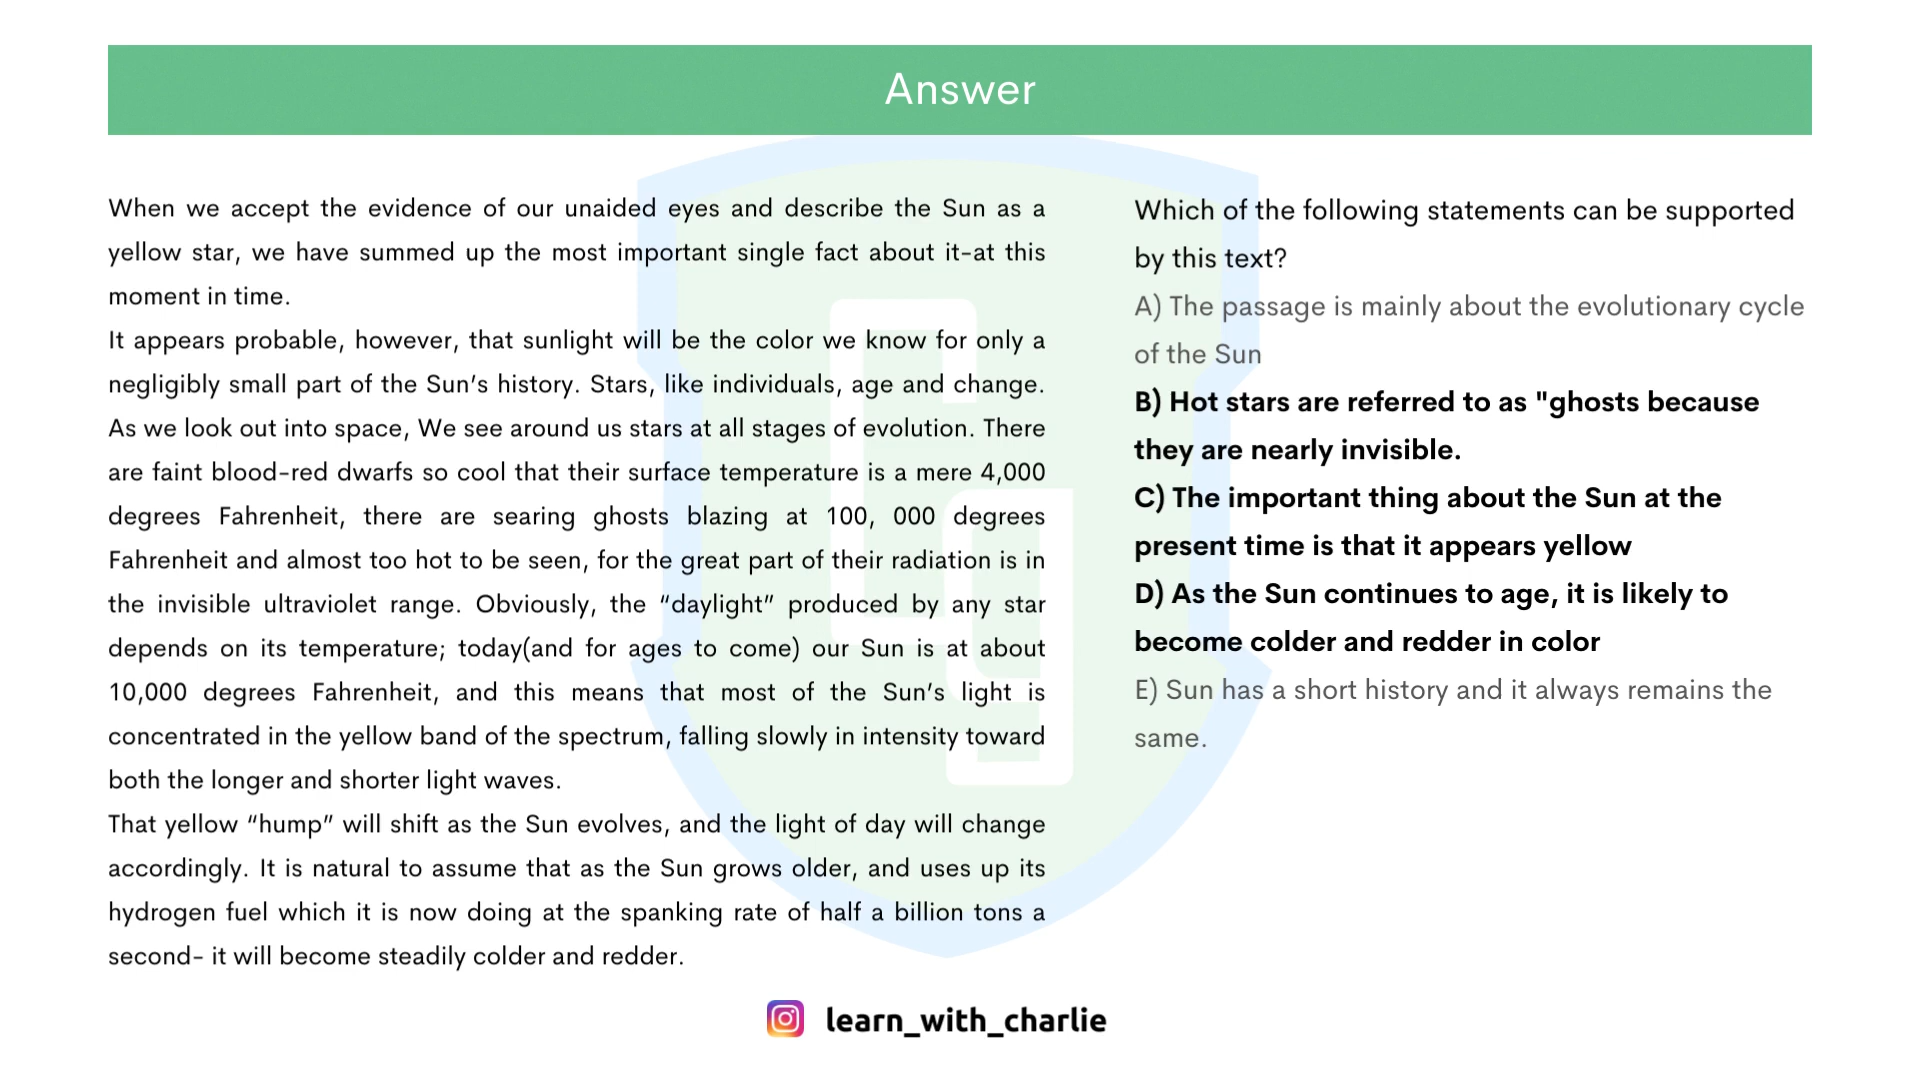 Answer
When we accept the evidence of our unaided eyes and describe the Sun as a
yellow star, we have summed up the most important single fact about it-at this
moment in time.
It appears probable, however, that sunlight will be the color we know for only a
negligibly small part of the Sun’s history. Stars, like individuals, age and change.
As we look out into space, We see around us stars at all stages of evolution. There
are faint blood-red dwarfs so cool that their surface temperature is a mere 4,000
degrees Fahrenheit, there are searing ghosts blazing at 100, 000 degrees
Fahrenheit and almost too hot to be seen, for the great part of their radiation is in
the invisible ultraviolet range. Obviously, the “daylight” produced by any star
depends on its temperature; today(and for ages to come) our Sun is at about
10,000 degrees Fahrenheit, and this means that most of the Sun’s light is
concentrated in the yellow band of the spectrum, falling slowly in intensity toward
both the longer and shorter light waves.
That yellow “hump” will shift as the Sun evolves, and the light of day will change
accordingly. It is natural to assume that as the Sun grows older, and uses up its
hydrogen fuel which it is now doing at the spanking rate of half a billion tons a
second- it will become steadily colder and redder.
Which of the following statements can be supported
by this text?
A) The passage is mainly about the evolutionary cycle
of the Sun
B) Hot stars are referred to as "ghosts because
they are nearly invisible.
C) The important thing about the Sun at the
present time is that it appears yellow
D) As the Sun continues to age, it is likely to
become colder and redder in color
E) Sun has a short history and it always remains the
same.
learn_with_charlie